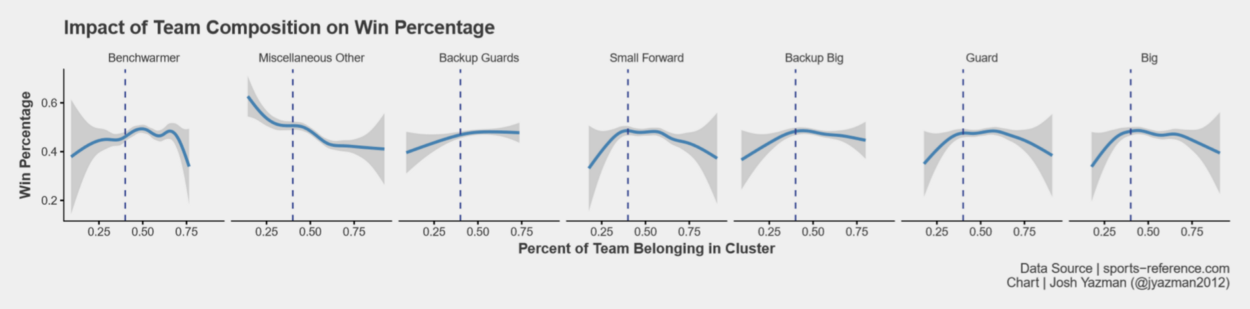 Impact of Team Composition on Win Percentage
Benchwarmer Miscellaneous Other Backup Guards Small Forward Backup Big Guard Big
Win Percentage
0.6
0.4
0.2
0.25 0.50 0.75 0.25 0.50 0.75 0.25 0.50 0.75 0.25 0.50 0.75 0.25 0.50 0.75 0.25 0.50 0.75 0.25 0.50 0.75
Percent of Team Belonging in Cluster
Data Source | sports-reference.com
Chart | Josh Yazman (@jyazman2012)